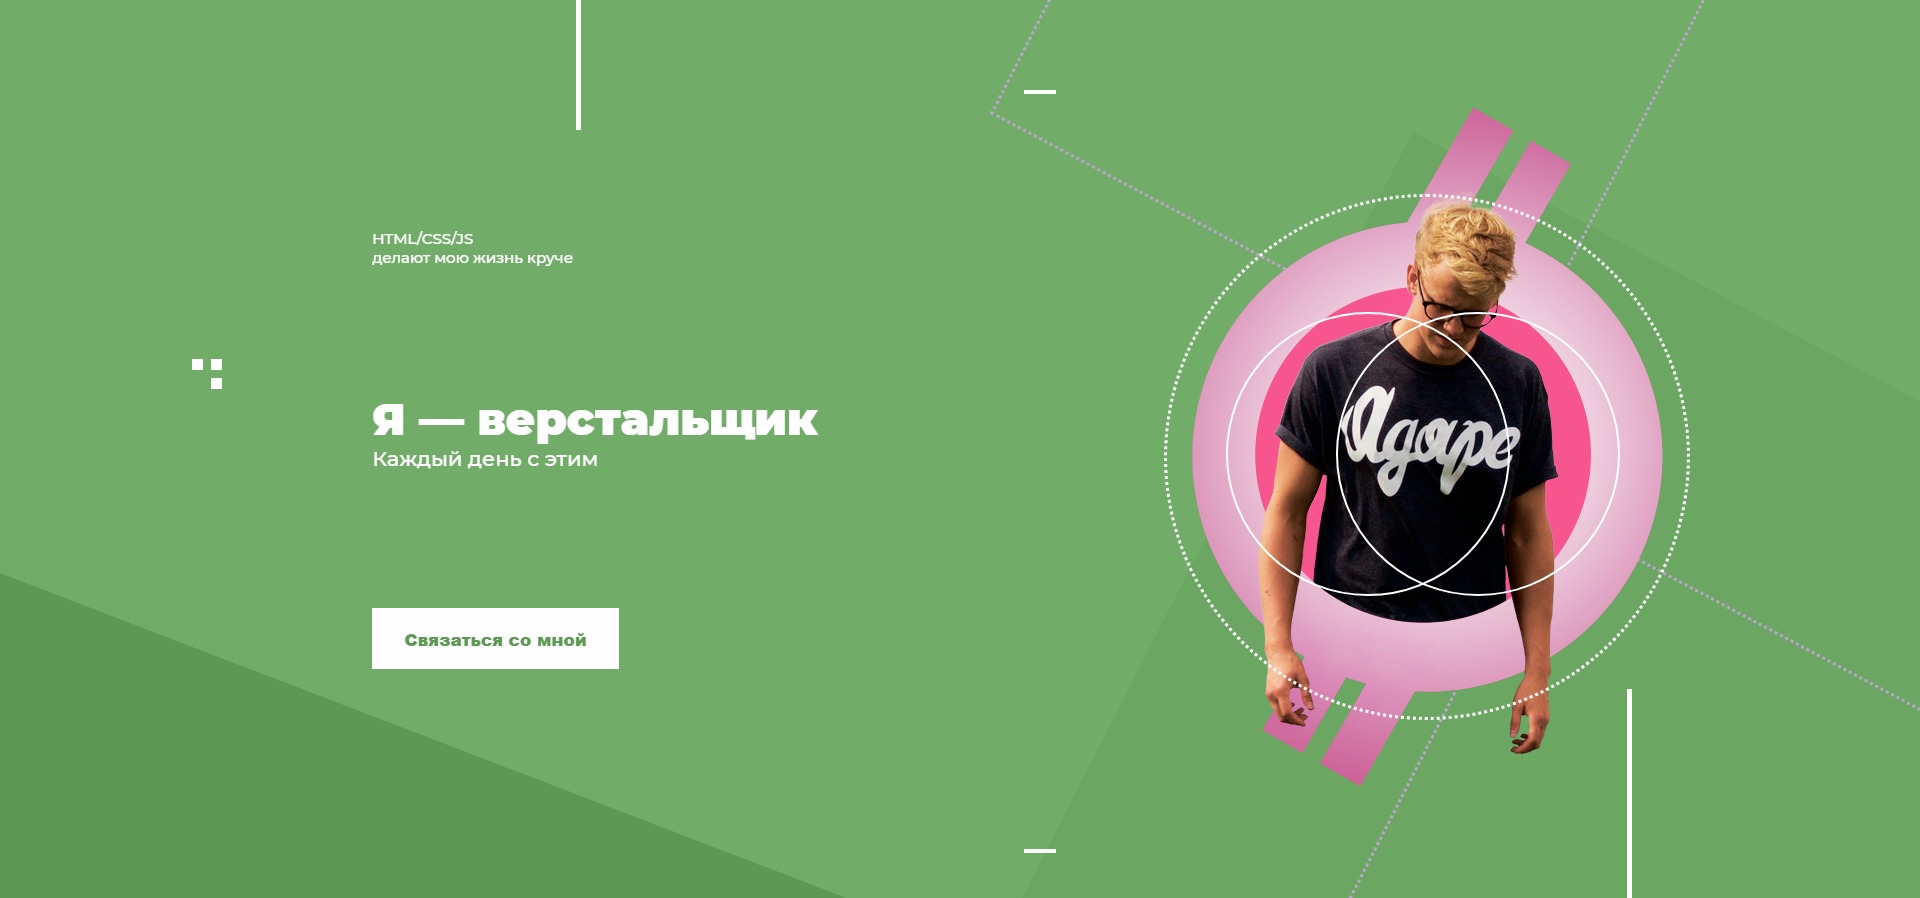 HTML/CSS/JS
делают мою жизнь круче
Я — верстальщик
Каждый день с этим
Связаться со мной
Agape